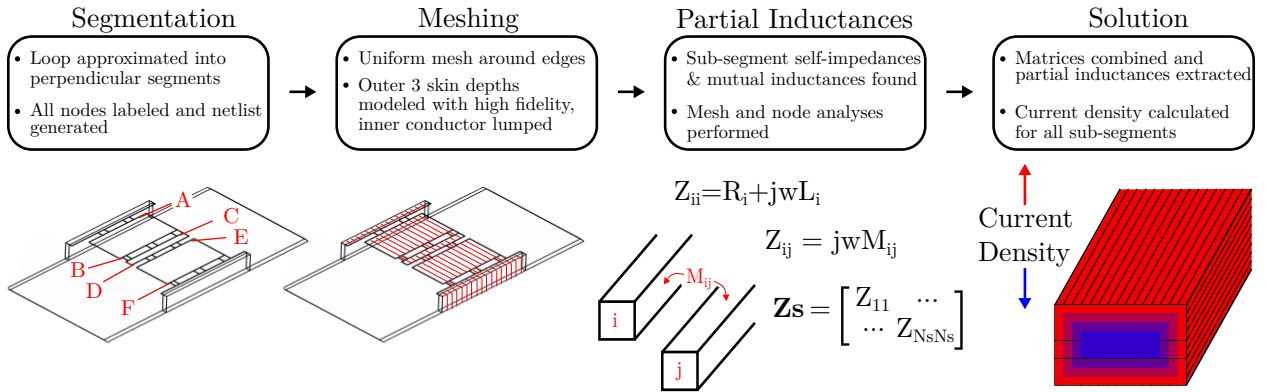 Segmentation
• Loop approximated into
perpendicular segments
• All nodes labeled and netlist
generated
Meshing
• Uniform mesh around edges
• Outer 3 skin depths
modeled with high fidelity,
inner conductor lumped
Partial Inductances
• Sub-segment self-impedances
& mutual inductances found
• Mesh and node analyses
performed
Solution
• Matrices combined and
partial inductances extracted
• Current density calculated
for all sub-segments
A
C
E
B
D
F
Z_ii=R_i+jwL_i
Z_ij = jwM_ij
M_ij
i
j
Zs = [ Z_11 ...
... Z_NsNs ]
Current
Density